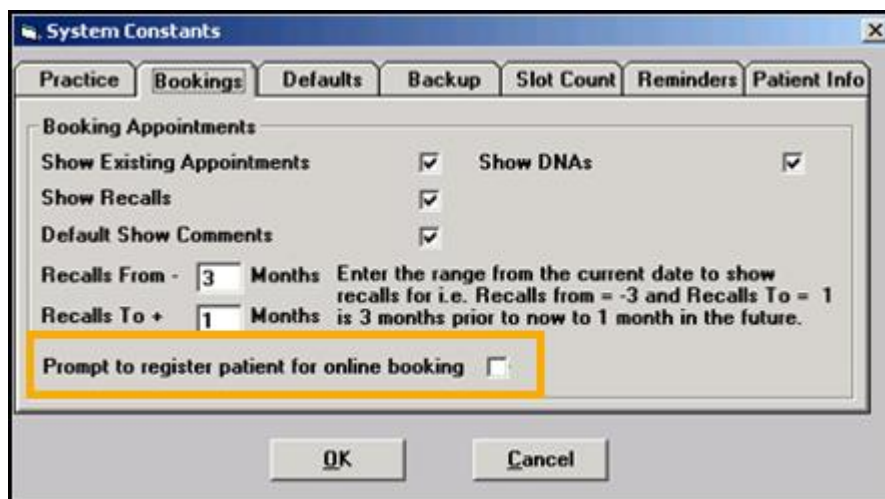 System Constants
Practice Bookings Defaults Backup Slot Count Reminders Patient Info
Booking Appointments
Show Existing Appointments Show DNAs
Show Recalls
Default Show Comments
Recalls From - 3 Months Enter the range from the current date to show
recalls for i.e. Recalls from = -3 and Recalls To = 1
Recalls To + 1 Months is 3 months prior to now to 1 month in the future.
Prompt to register patient for online booking
OK Cancel